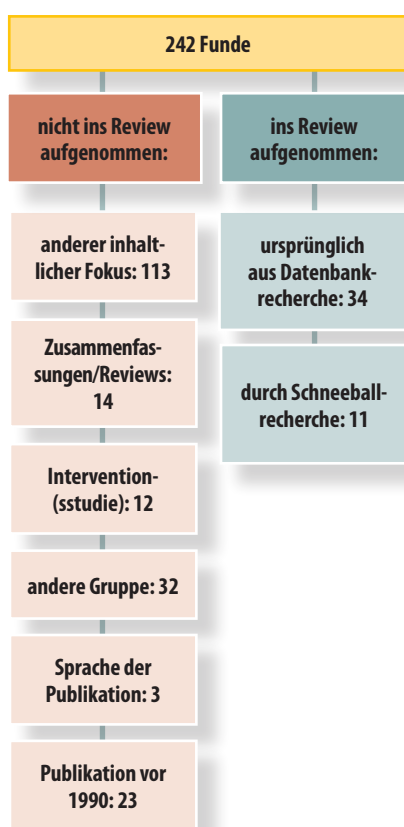 242 Funde
nicht ins Review
aufgenommen:
anderer inhalt-
licher Fokus: 113
Zusammenfas-
sungen/Reviews:
14
Intervention-
(sstudie): 12
andere Gruppe: 32
Sprache der
Publikation: 3
Publikation vor
1990: 23
ins Review
aufgenommen:
ursprünglich
aus Datenbank-
recherche: 34
durch Schneeball-
recherche: 11